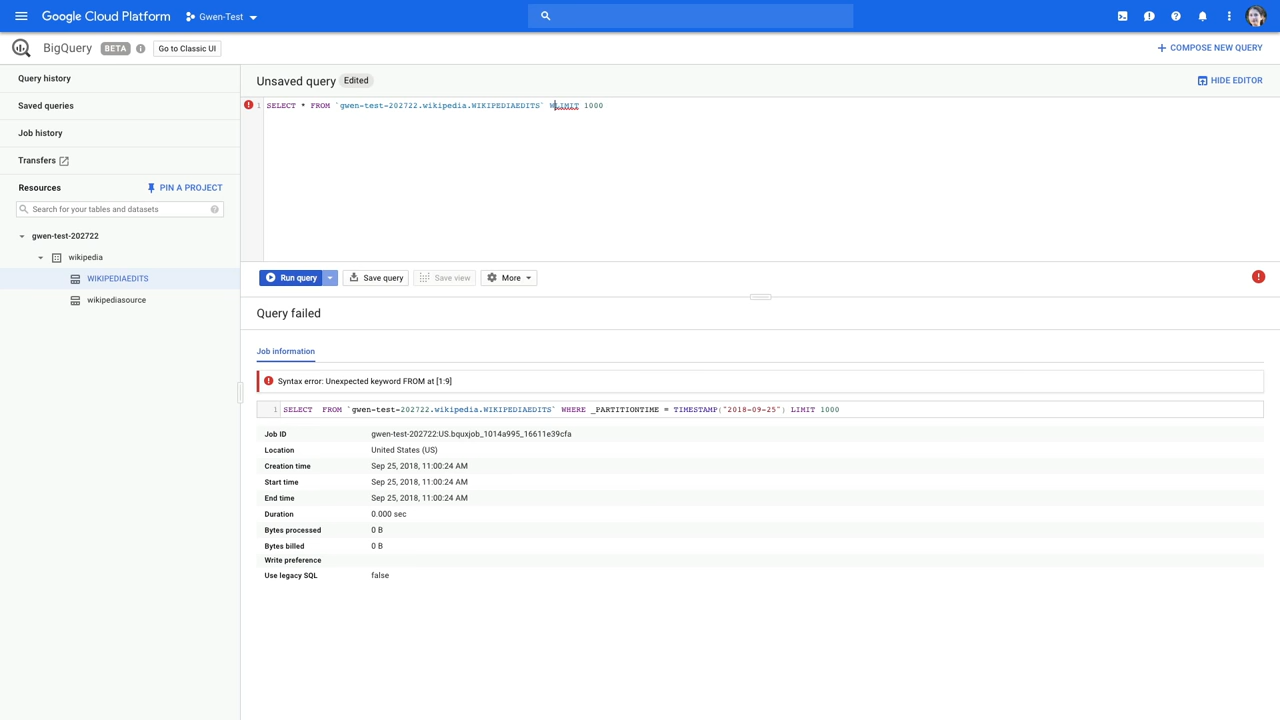 Google Cloud Platform Gwen-Test
BigQuery BETA Go to Classic UI COMPOSE NEW QUERY
Query history
Saved queries
Job history
Transfers
Resources PIN A PROJECT
Search for your tables and datasets
gwen-test-202722
wikipedia
WIKIPEDIAEDITS
wikipediasource
Unsaved query Edited HIDE EDITOR
1 SELECT * FROM `gwen-test-202722.wikipedia.WIKIPEDIAEDITS` WLIMIT 1000
Run query Save query Save view More
Query failed
Job information
Syntax error: Unexpected keyword FROM at [1:9]
1 SELECT FROM `gwen-test-202722.wikipedia.WIKIPEDIAEDITS` WHERE _PARTITIONTIME = TIMESTAMP("2018-09-25") LIMIT 1000
Job ID gwen-test-202722:US.bquxjob_1014a995_16611e39cfa
Location United States (US)
Creation time Sep 25, 2018, 11:00:24 AM
Start time Sep 25, 2018, 11:00:24 AM
End time Sep 25, 2018, 11:00:24 AM
Duration 0.000 sec
Bytes processed 0 B
Bytes billed 0 B
Write preference
Use legacy SQL false